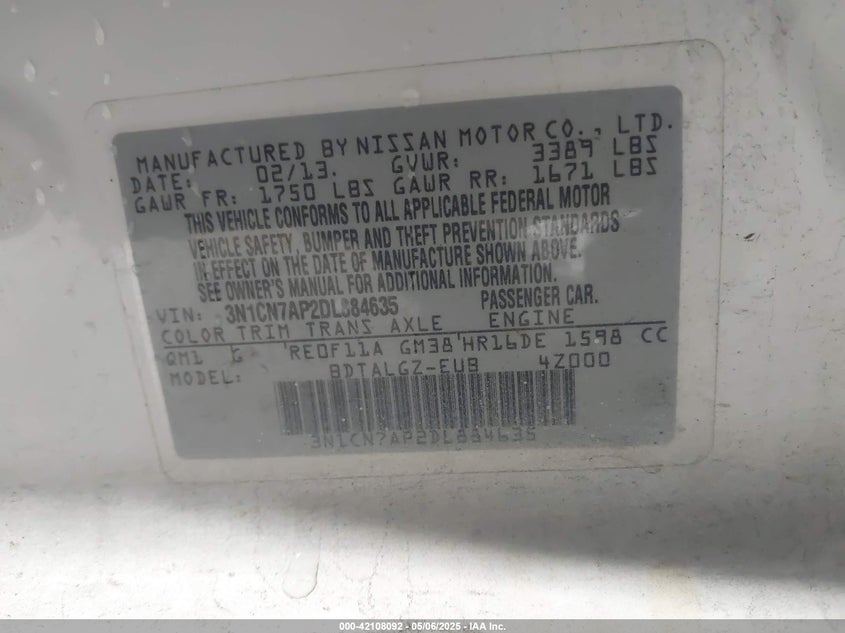 MANUFACTURED BY NISSAN MOTOR CO., LTD.
DATE: 02/13. GVWR: 3389 LBS
GAWR FR: 1750 LBS GAWR RR: 1671 LBS
THIS VEHICLE CONFORMS TO ALL APPLICABLE FEDERAL MOTOR
VEHICLE SAFETY, BUMPER AND THEFT PREVENTION STANDARDS
IN EFFECT ON THE DATE OF MANUFACTURE SHOWN ABOVE.
SEE OWNER'S MANUAL FOR ADDITIONAL INFORMATION.
VIN: 3N1CN7AP2DL884635 PASSENGER CAR.
COLOR TRIM TRANS AXLE ENGINE
QM1 G RE0F11A GM38 HR16DE 1598 CC
MODEL: BDTALGZ-EUB 4Z000
3N1CN7AP2DL884635
000-42108092 - 05/06/2025 - IAAI.COM